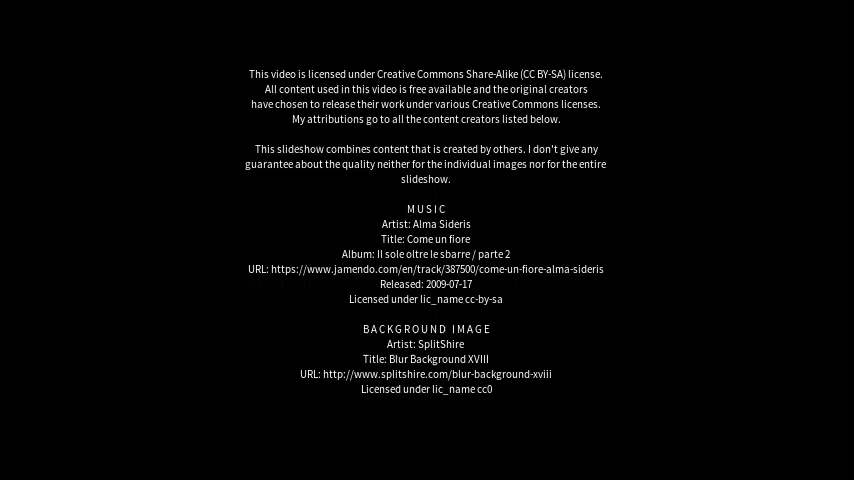 This video is licensed under Creative Commons Share-Alike (CC BY-SA) license.
All content used in this video is free available and the original creators
have chosen to release their work under various Creative Commons licenses.
My attributions go to all the content creators listed below.
This slideshow combines content that is created by others. I don't give any
guarantee about the quality neither for the individual images nor for the entire
slideshow.
MUSIC
Artist: Alma Sideris
Title: Come un fiore
Album: Il sole oltre le sbarre / parte 2
URL: https://www.jamendo.com/en/track/387500/come-un-fiore-alma-sideris
Released: 2009-07-17
Licensed under lic_name cc-by-sa
BACKGROUND IMAGE
Artist: SplitShire
Title: Blur Background XVIII
URL: http://www.splitshire.com/blur-background-xviii
Licensed under lic_name cc0